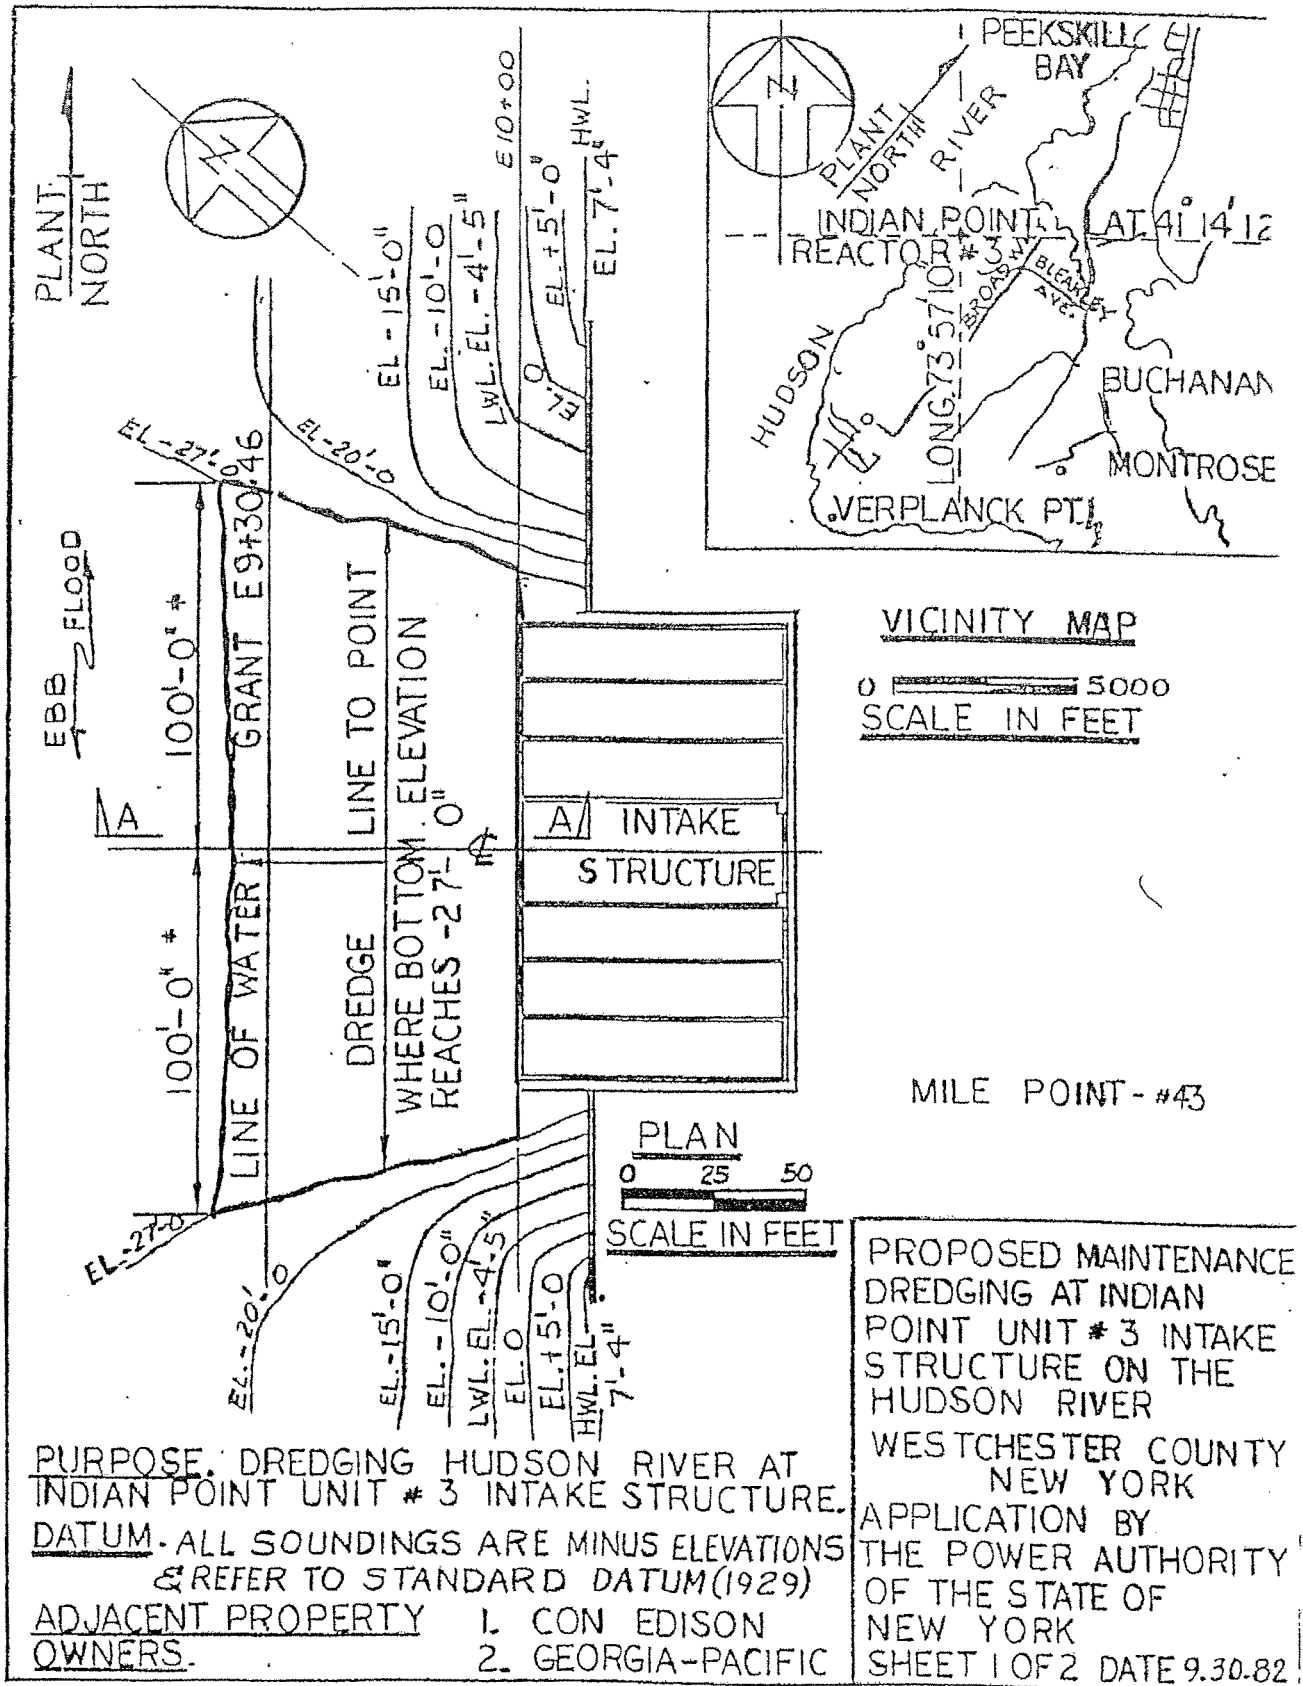 PLANT
NORTH
N
E 10+00
HWL.
EL. 7'-4"
EL. +5'-0"
LWL. EL.-4'-5"
EL.-10'-0
EL-15'-0"
EL. 0
EL.-27'-0
EL-20'-0
EBB
FLOOD
100'-0" ±
100'-0" ±
LINE OF WATER GRANT E9+30.46
DREDGE LINE TO POINT
WHERE BOTTOM ELEVATION
REACHES -27'-0"
A
A
INTAKE
STRUCTURE
EL.-27'-0
EL.-20'-0
EL.-15'-0"
EL.-10'-0"
LWL. EL.-4'-5"
EL. 0
EL.+5'-0
HWL. EL.
7'-4"
PLAN
0 25 50
SCALE IN FEET
N
PLANT
NORTH
PEEKSKILL
BAY
RIVER
INDIAN POINT
REACTOR #3
LAT. 41° 14' 12
BROADW'Y
BLEAKLEY
AVE.
LONG. 73° 57' 10
HUDSON
BUCHANAN
MONTROSE
VERPLANCK PT.
VICINITY MAP
0 5000
SCALE IN FEET
MILE POINT - #43
PURPOSE. DREDGING HUDSON RIVER AT
INDIAN POINT UNIT # 3 INTAKE STRUCTURE.
DATUM. ALL SOUNDINGS ARE MINUS ELEVATIONS
& REFER TO STANDARD DATUM (1929)
ADJACENT PROPERTY
OWNERS.
1. CON EDISON
2. GEORGIA-PACIFIC
PROPOSED MAINTENANCE
DREDGING AT INDIAN
POINT UNIT # 3 INTAKE
STRUCTURE ON THE
HUDSON RIVER
WESTCHESTER COUNTY
NEW YORK
APPLICATION BY
THE POWER AUTHORITY
OF THE STATE OF
NEW YORK
SHEET 1 OF 2 DATE 9.30.82